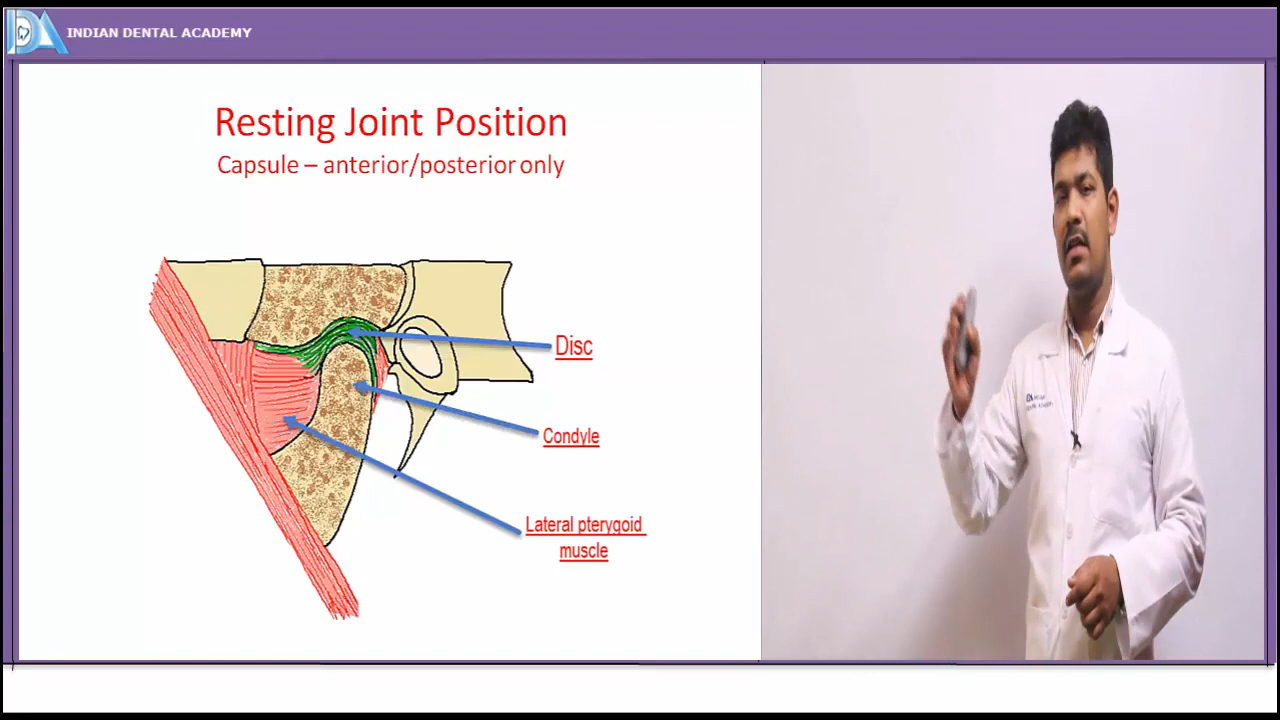 INDIAN DENTAL ACADEMY
Resting Joint Position
Capsule – anterior/posterior only
Disc
Condyle
Lateral pterygoid
muscle